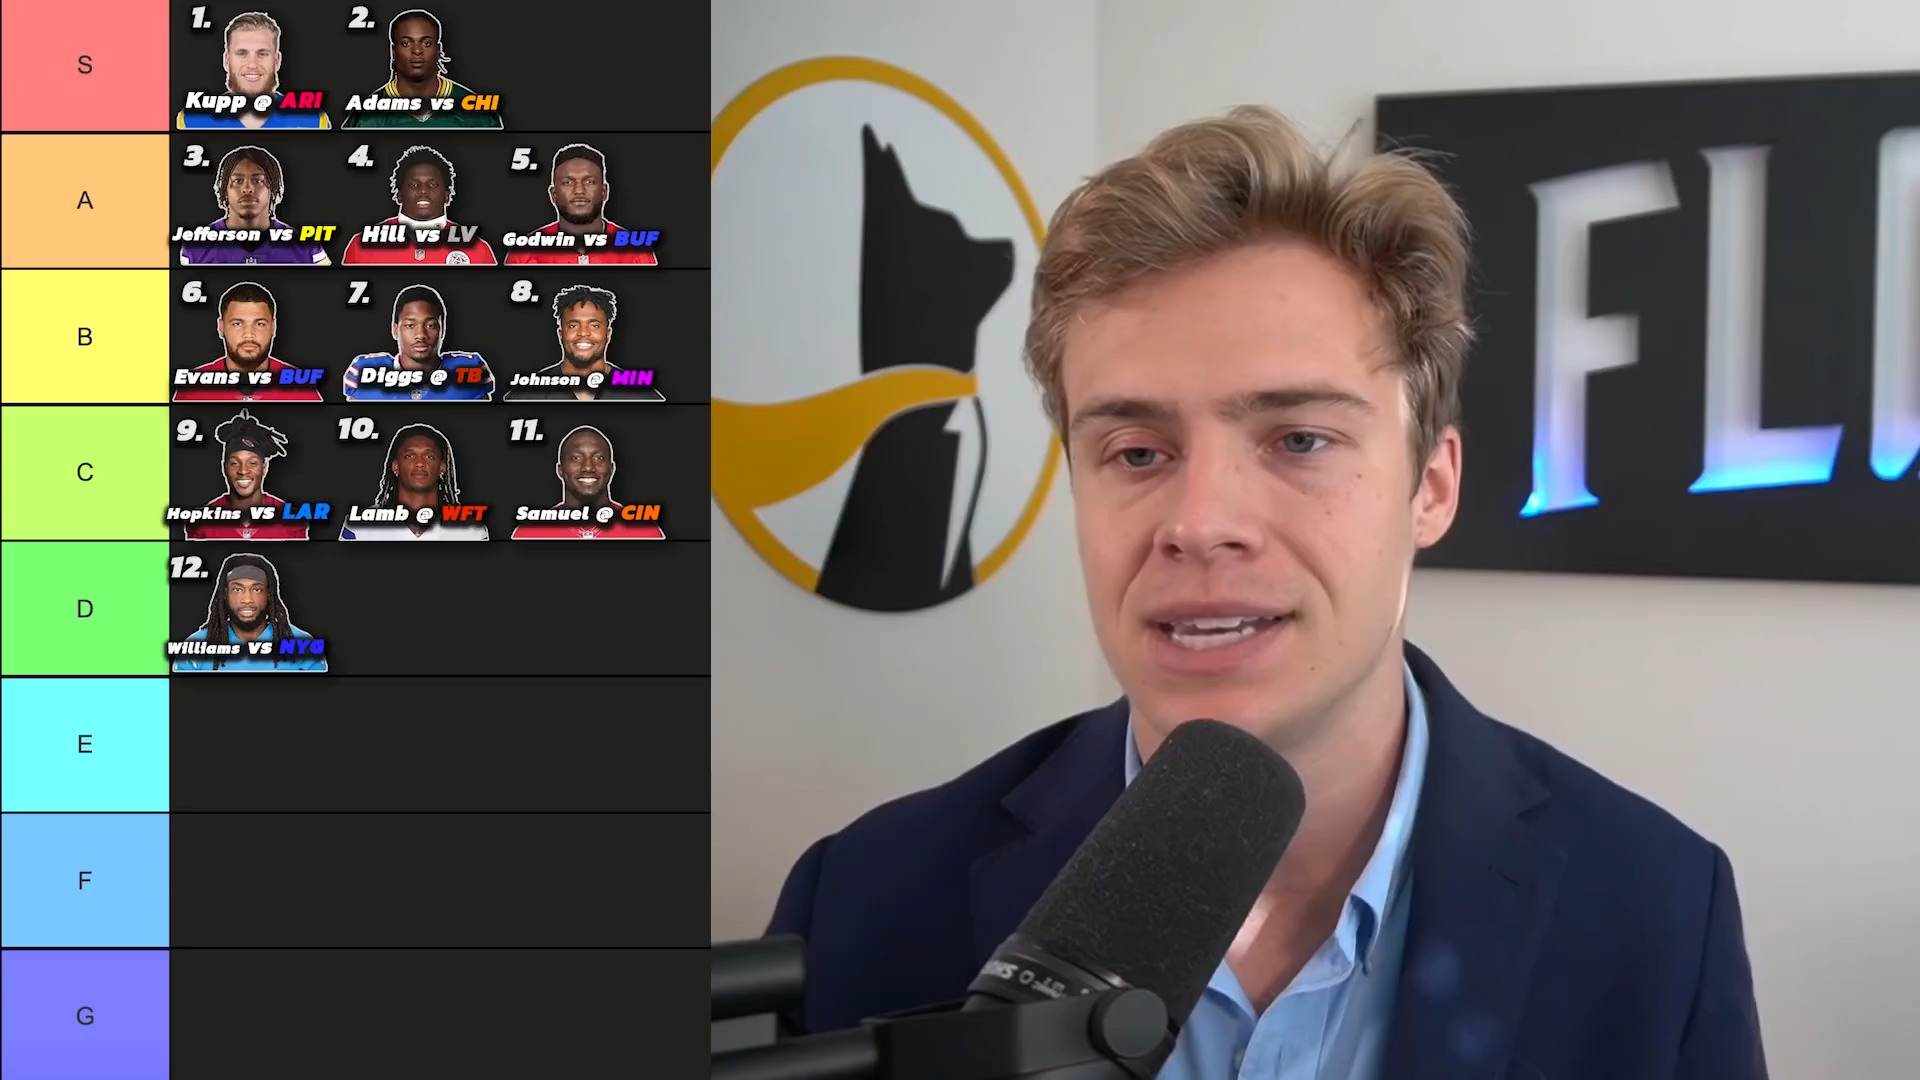 S
1.
Kupp @ ARI
2.
Adams vs CHI
A
3.
Jefferson vs PIT
4.
Hill vs LV
5.
Godwin vs BUF
B
6.
Evans vs BUF
7.
Diggs @ TB
8.
Johnson @ MIN
C
9.
Hopkins vs LAR
10.
Lamb @ WFT
11.
Samuel @ CIN
D
12.
Williams vs NYG
E
F
G
FL